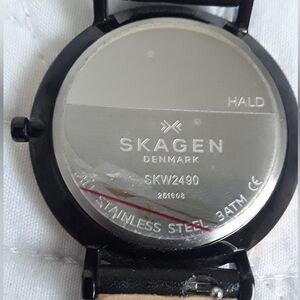 HALD
SKAGEN
DENMARK
SKW2490
251608
STAINLESS STEEL 3ATM CE